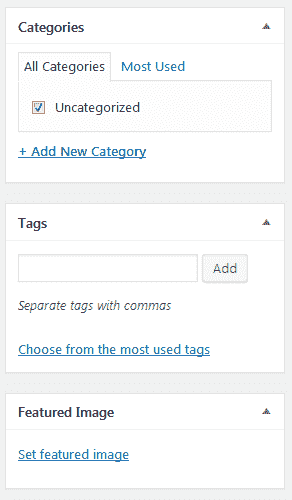 Categories
All Categories Most Used
Uncategorized
+ Add New Category
Tags
Add
Separate tags with commas
Choose from the most used tags
Featured Image
Set featured image